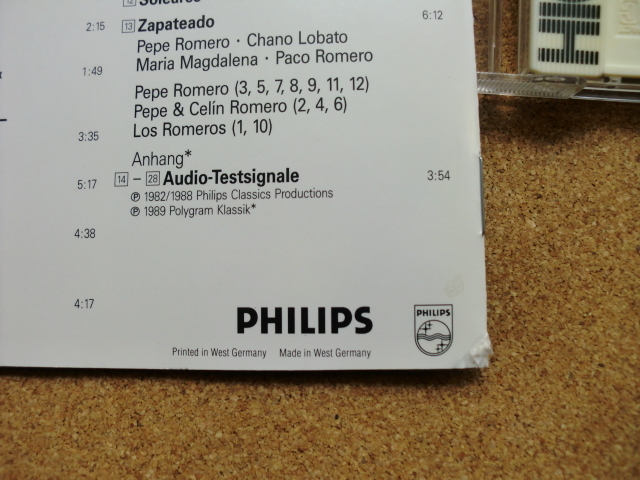 12 Soleares
2:15
13 Zapateado
6:12
Pepe Romero · Chano Lobato
1:49
Maria Magdalena · Paco Romero
Pepe Romero (3, 5, 7, 8, 9, 11, 12)
Pepe & Celín Romero (2, 4, 6)
3:35
Los Romeros (1, 10)
Anhang*
5:17
14 – 28 Audio-Testsignale
3:54
℗ 1982/1988 Philips Classics Productions
℗ 1989 Polygram Klassik*
4:38
4:17
PHILIPS
PHILIPS
Printed in West Germany Made in West Germany